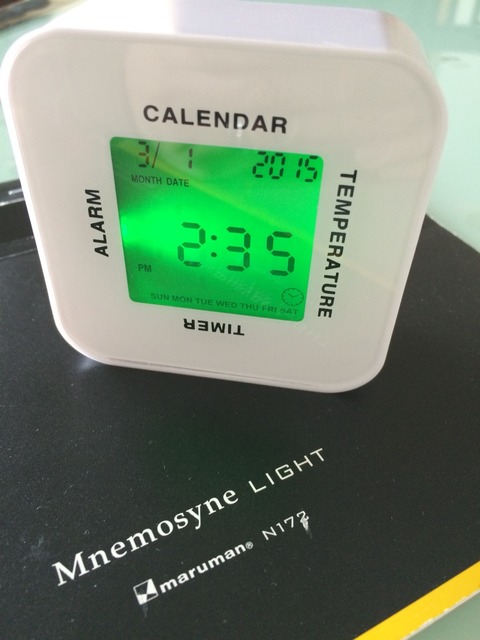 CALENDAR
3/ 1 2015
MONTH DATE
ALARM
TEMPERATURE
2:35
PM
SUN MON TUE WED THU FRI SAT
TIMER
Mnemosyne LIGHT
maruman® N172